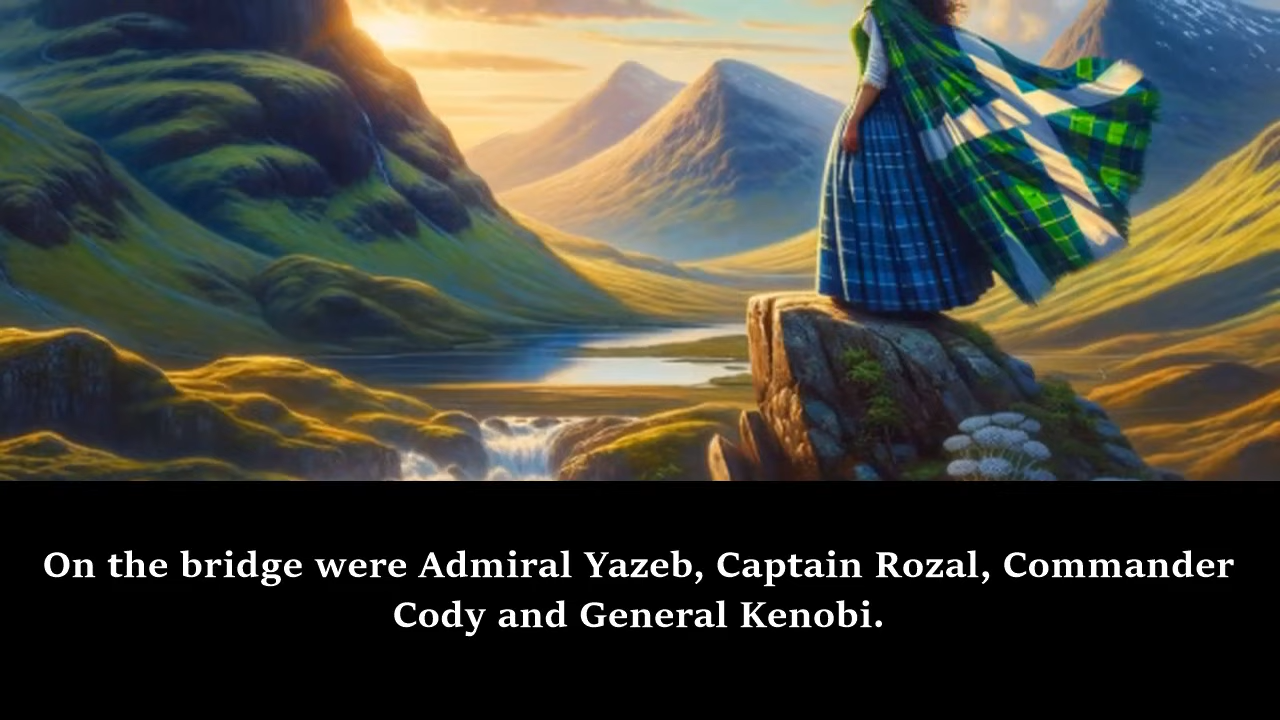 On the bridge were Admiral Yazeb, Captain Rozal, Commander
Cody and General Kenobi.